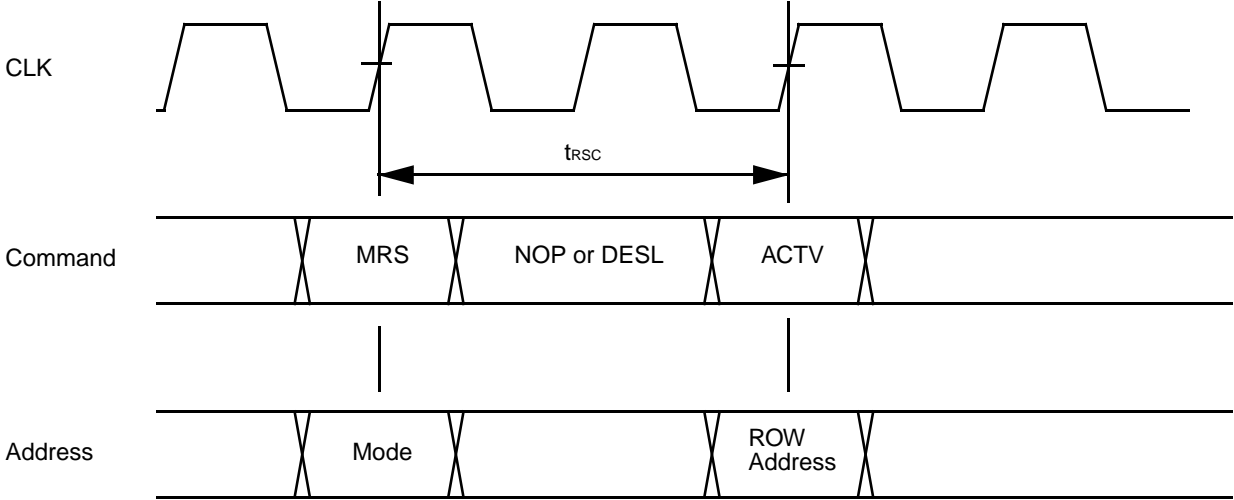 CLK
tRSC
Command
MRS
NOP or DESL
ACTV
Address
Mode
ROW
Address